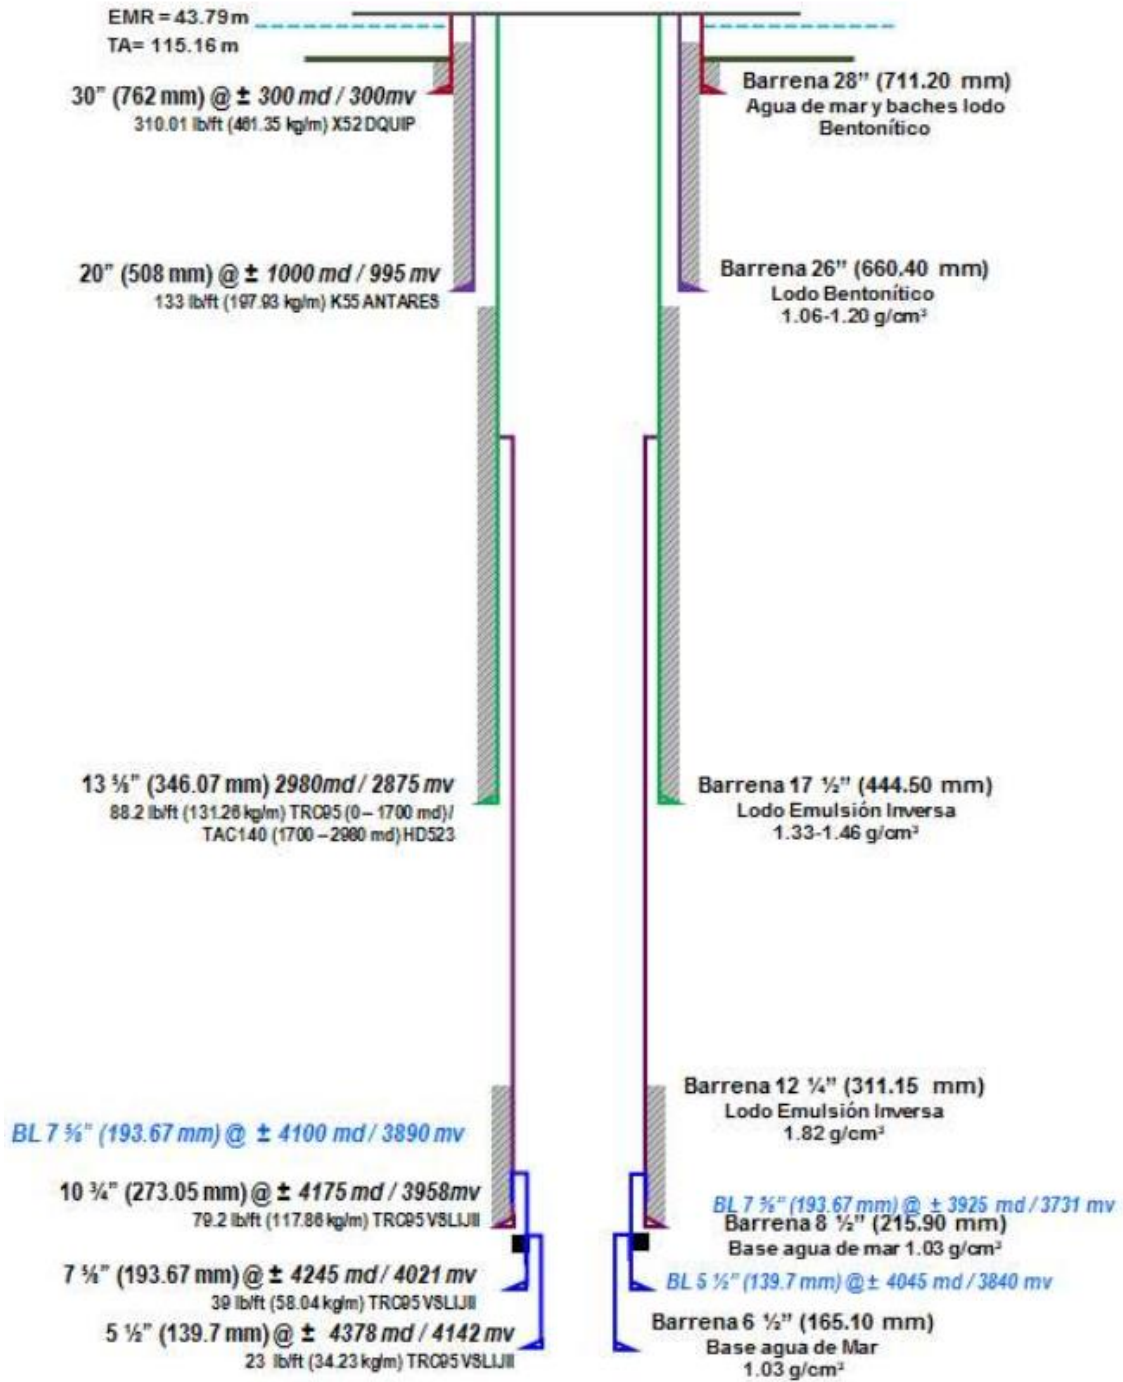 EMR = 43.79 m
TA= 115.16 m
30” (762 mm) @ ± 300 md / 300mv
310.01 lb/ft (461.35 kg/m) X52 DQUIP
Barrena 28” (711.20 mm)
Agua de mar y baches lodo
Bentonítico
20” (508 mm) @ ± 1000 md / 995 mv
133 lb/ft (197.93 kg/m) K55 ANTARES
Barrena 26” (660.40 mm)
Lodo Bentonítico
1.06-1.20 g/cm³
13 ⅝” (346.07 mm) 2980md / 2875 mv
88.2 lb/ft (131.26 kg/m) TRC95 (0 – 1700 md)/
TAC140 (1700 – 2980 md) HD523
Barrena 17 ½” (444.50 mm)
Lodo Emulsión Inversa
1.33-1.46 g/cm³
Barrena 12 ¼” (311.15 mm)
Lodo Emulsión Inversa
1.82 g/cm³
BL 7 ⅝” (193.67 mm) @ ± 4100 md / 3890 mv
10 ¾” (273.05 mm) @ ± 4175 md / 3958mv
79.2 lb/ft (117.86 kg/m) TRC95 VSLIJII
BL 7 ⅝” (193.67 mm) @ ± 3925 md / 3731 mv
Barrena 8 ½” (215.90 mm)
Base agua de mar 1.03 g/cm³
7 ⅝” (193.67 mm) @ ± 4245 md / 4021 mv
39 lb/ft (58.04 kg/m) TRC95 VSLIJII
BL 5 ½” (139.7 mm) @ ± 4045 md / 3840 mv
5 ½” (139.7 mm) @ ± 4378 md / 4142 mv
23 lb/ft (34.23 kg/m) TRC95 VSLIJII
Barrena 6 ½” (165.10 mm)
Base agua de Mar
1.03 g/cm³